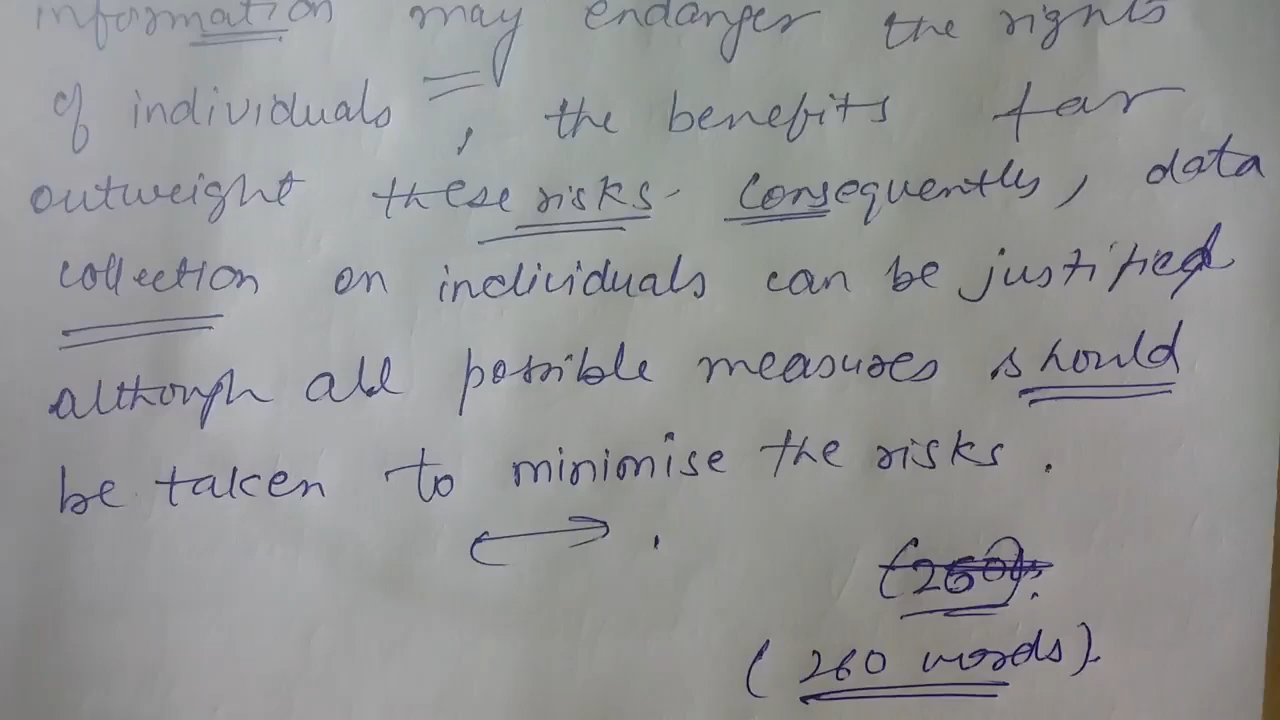 information may endanger the rights
of individuals, the benefits far
outweight these risks. Consequently, data
collection on individuals can be justified
although all possible measures should
be taken to minimise the risks.
(260)
(260 words).